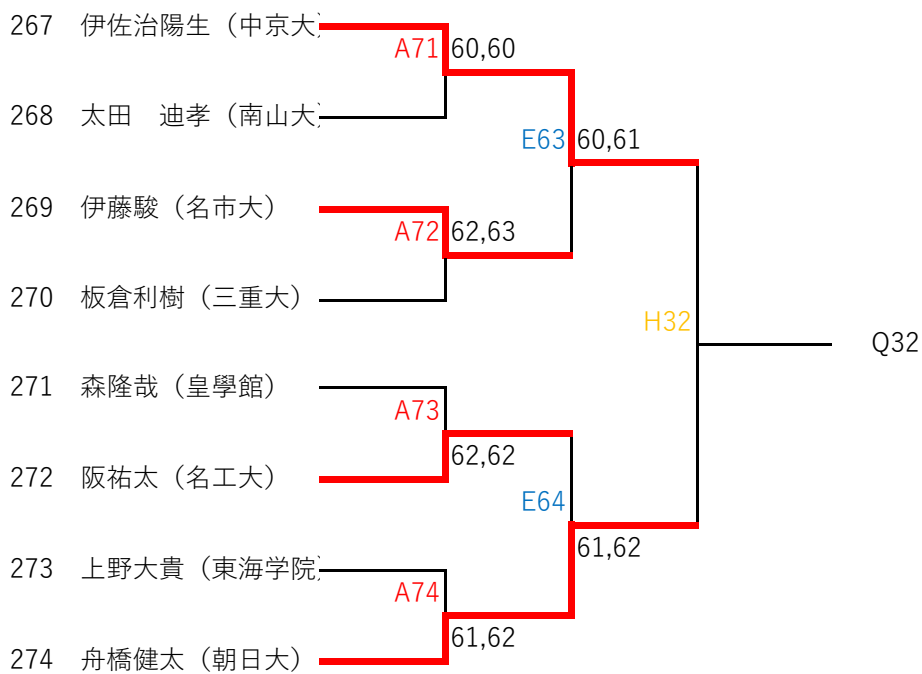 267 伊佐治陽生（中京大）
A71 60,60
268 太田　迪孝（南山大）
E63 60,61
269 伊藤駿（名市大）
A72 62,63
270 板倉利樹（三重大）
H32
Q32
271 森隆哉（皇學館）
A73
62,62
272 阪祐太（名工大）
E64
61,62
273 上野大貴（東海学院）
A74
61,62
274 舟橋健太（朝日大）